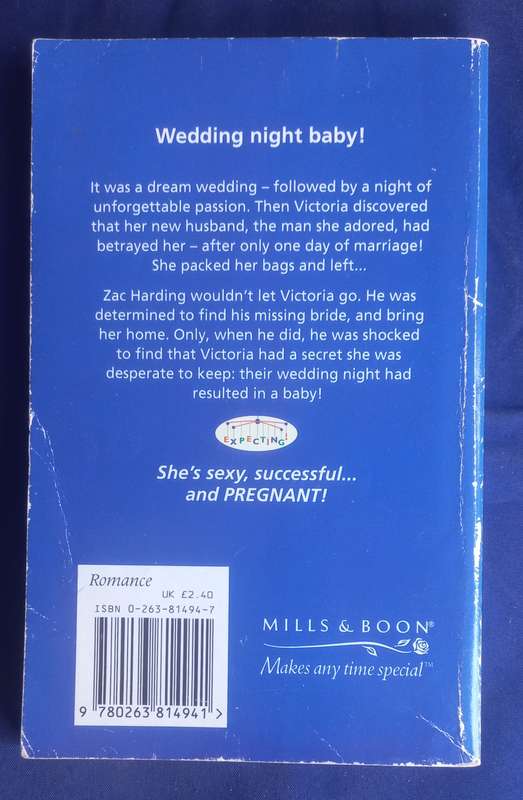 Wedding night baby!
It was a dream wedding – followed by a night of
unforgettable passion. Then Victoria discovered
that her new husband, the man she adored, had
betrayed her – after only one day of marriage!
She packed her bags and left...
Zac Harding wouldn't let Victoria go. He was
determined to find his missing bride, and bring
her home. Only, when he did, he was shocked
to find that Victoria had a secret she was
desperate to keep: their wedding night had
resulted in a baby!
EXPECTING!
She's sexy, successful...
and PREGNANT!
Romance
UK £2.40
ISBN 0-263-81494-7
9 780263 814941 >
MILLS & BOON®
Makes any time special™